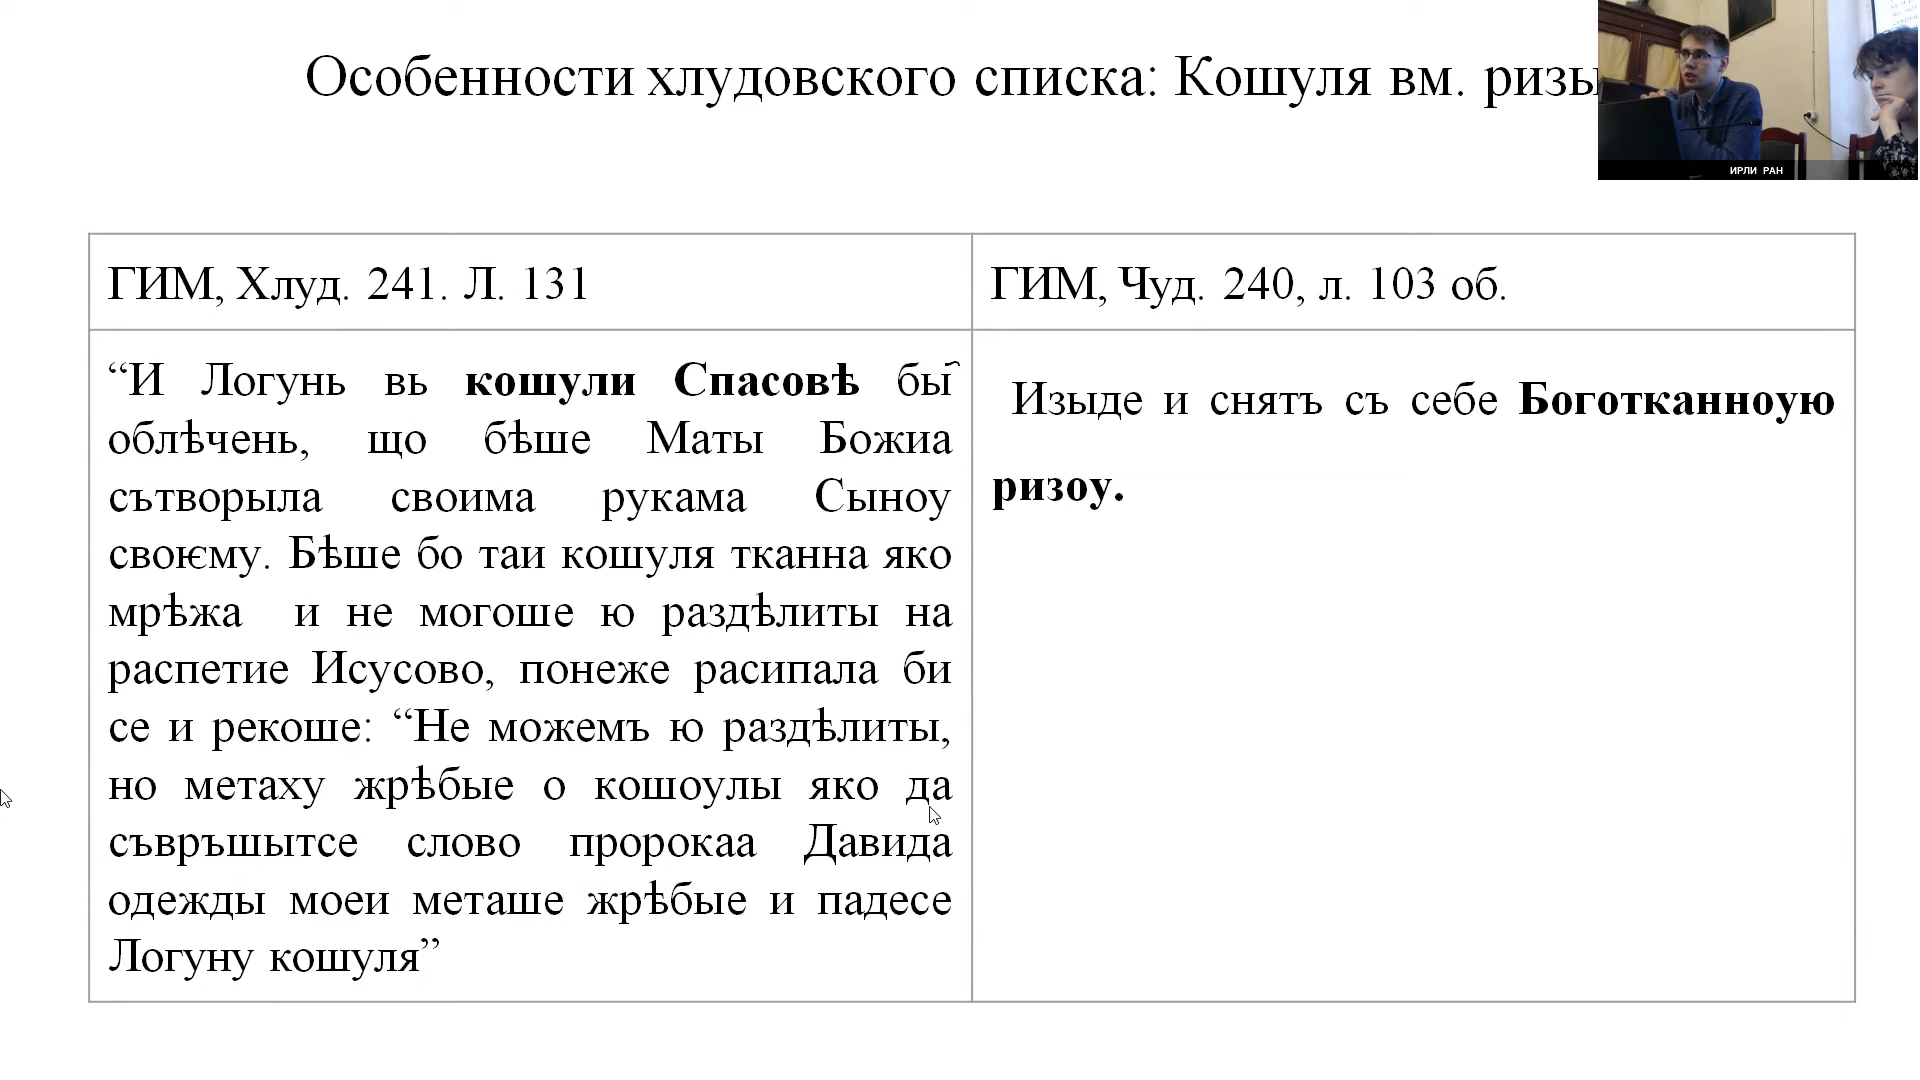 Особенности хлудовского списка: Кошуля вм. ризы
ИРЛИ РАН
ГИМ, Хлуд. 241. Л. 131
ГИМ, Чуд. 240, л. 103 об.
“И Логунь вь кошули Спасовѣ бы҇
облѣчень, що бѣше Маты Божиа
сътворыла своима рукама Сыноу
своѥму. Бѣше бо таи кошуля тканна яко
мрѣжа и не могоше ю раздѣлиты на
распетие Исусово, понеже расипала би
се и рекоше: “Не можемъ ю раздѣлиты,
но метаху жрѣбые о кошоулы яко да
съвръшытсе слово пророкаа Давида
одежды моеи меташе жрѣбые и падесе
Логуну кошуля”
Изыде и снятъ съ себе Боготканноую
ризоу.